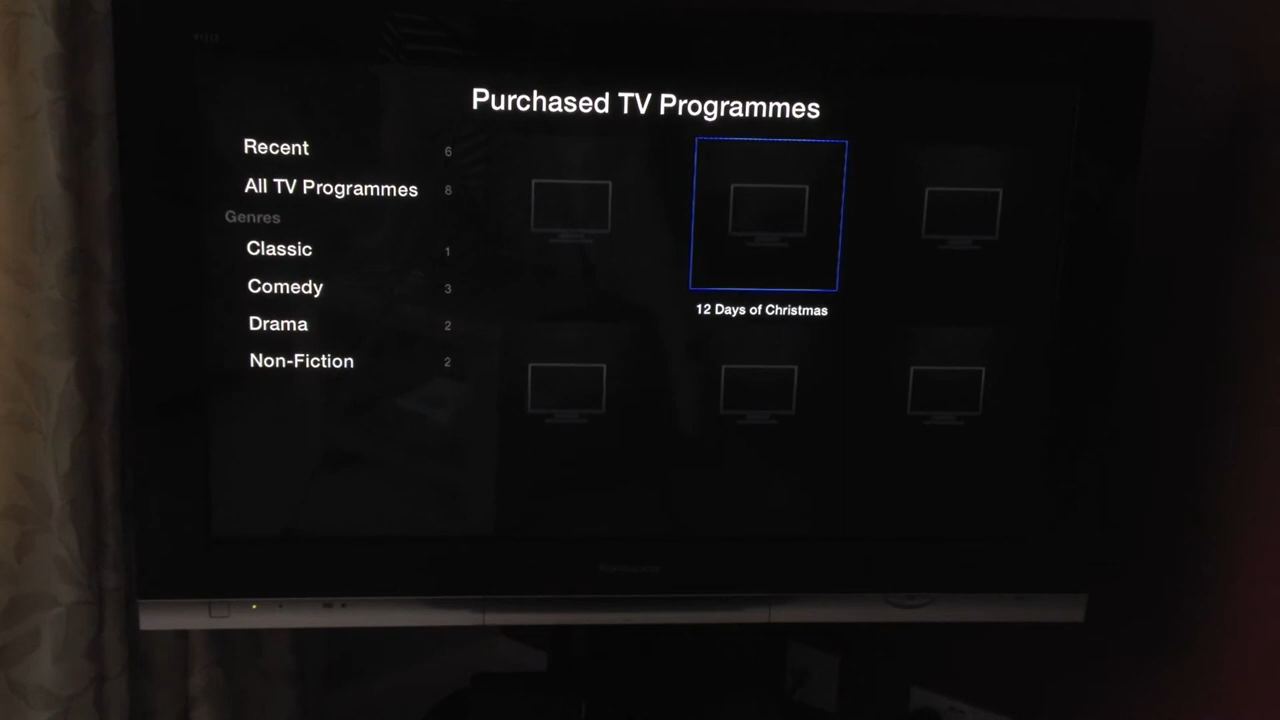 Purchased TV Programmes
Recent 6
All TV Programmes 8
Genres
Classic 1
Comedy 3
Drama 2
Non-Fiction 2
12 Days of Christmas